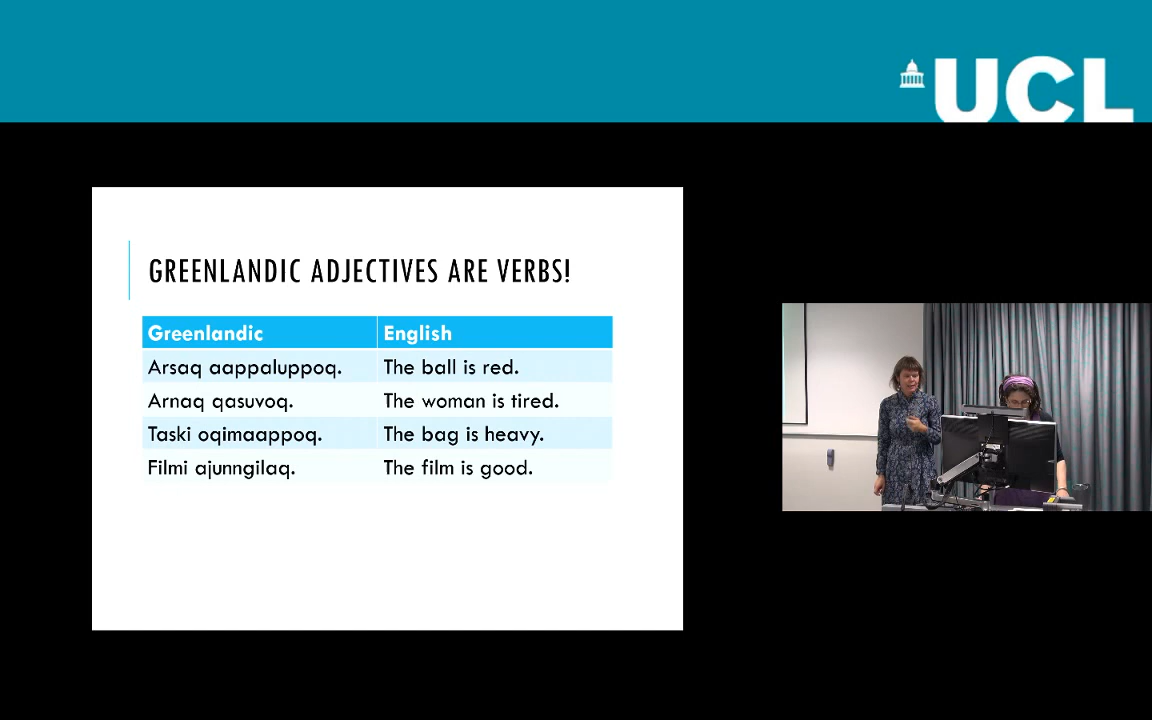 UCL
GREENLANDIC ADJECTIVES ARE VERBS!
Greenlandic English
Arsaq aappaluppoq. The ball is red.
Arnaq qasuvoq. The woman is tired.
Taski oqimaappoq. The bag is heavy.
Filmi ajunngilaq. The film is good.